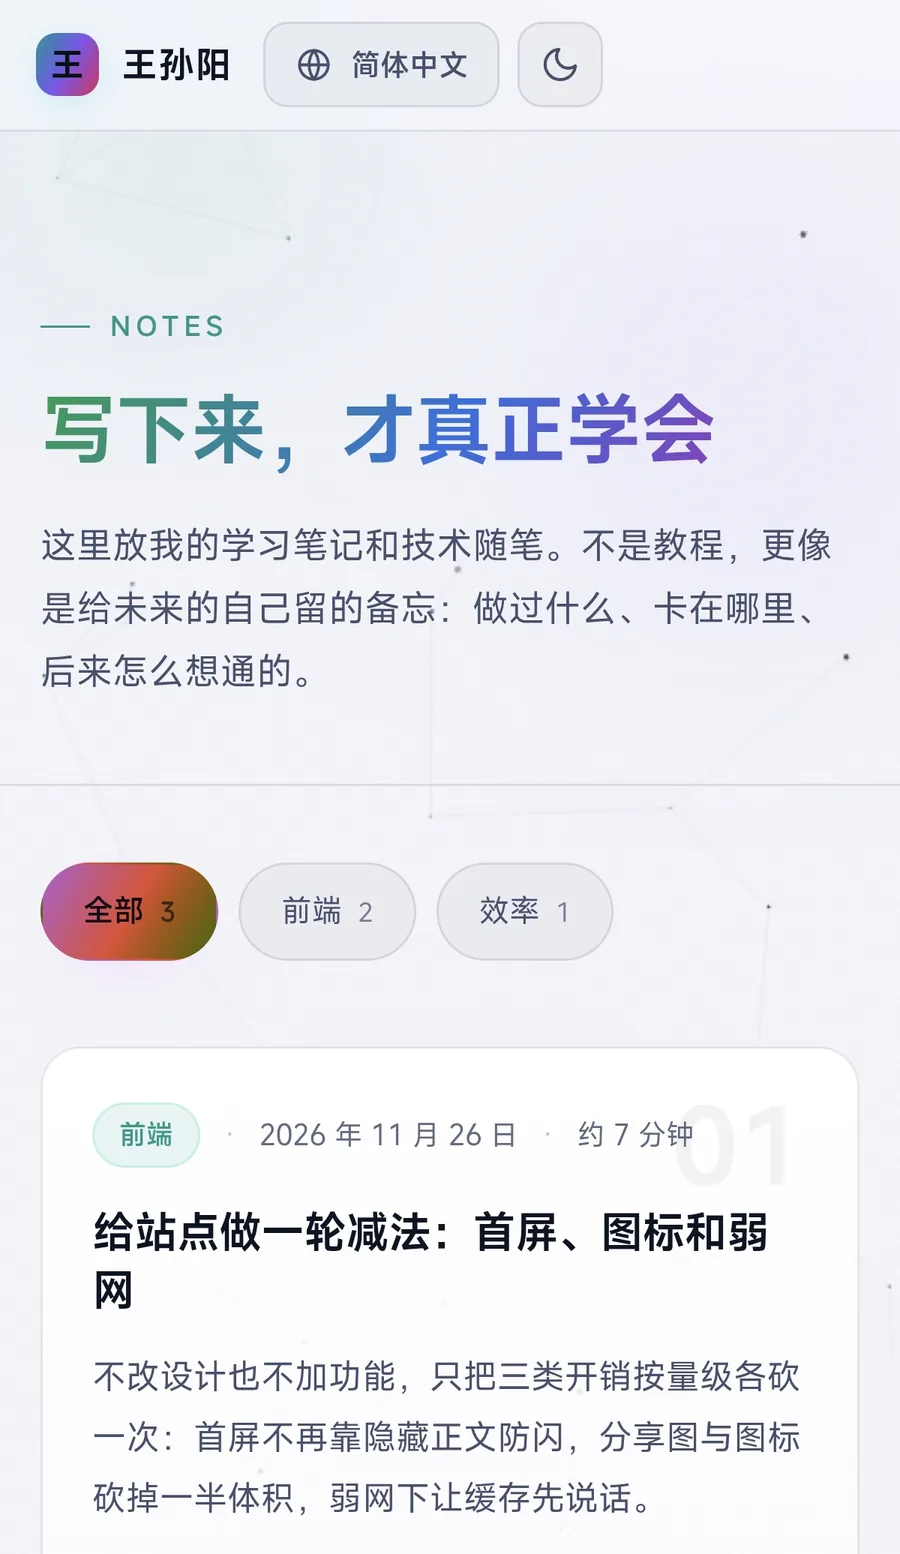 王 王孙阳 简体中文
NOTES
写下来，才真正学会
这里放我的学习笔记和技术随笔。不是教程，更像
是给未来的自己留的备忘：做过什么、卡在哪里、
后来怎么想通的。
全部 3 前端 2 效率 1
前端 · 2026 年 11 月 26 日 · 约 7 分钟 01
给站点做一轮减法：首屏、图标和弱
网
不改设计也不加功能，只把三类开销按量级各砍
一次：首屏不再靠隐藏正文防闪，分享图与图标
砍掉一半体积，弱网下让缓存先说话。